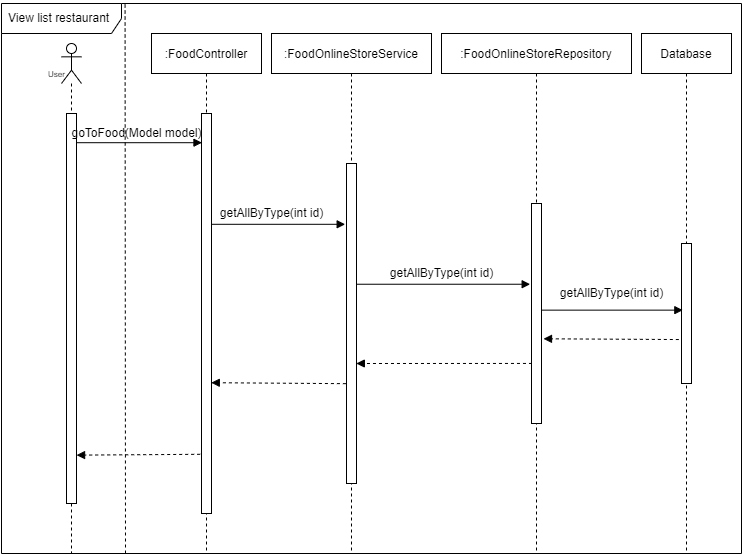 View list restaurant
User
:FoodController
:FoodOnlineStoreService
:FoodOnlineStoreRepository
Database
goToFood(Model model)
getAllByType(int id)
getAllByType(int id)
getAllByType(int id)